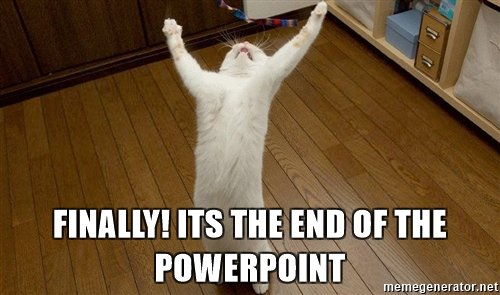 FINALLY! ITS THE END OF THE
POWERPOINT
memegenerator.net